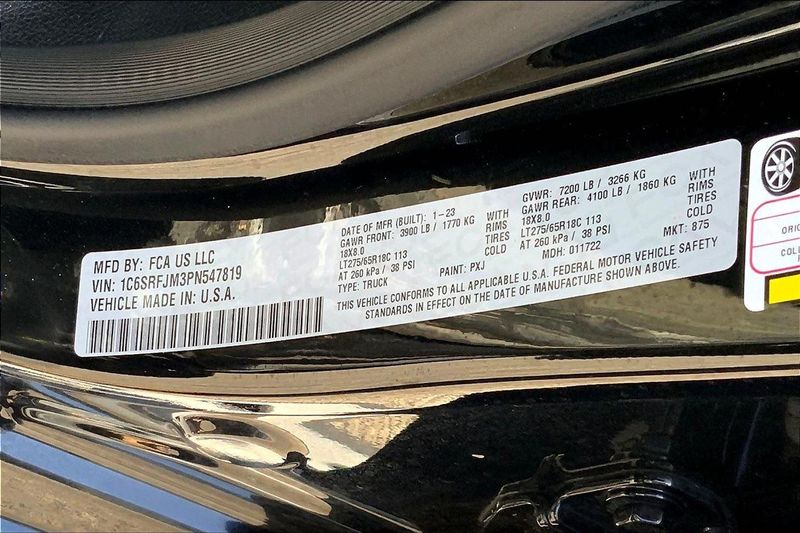 MFD BY: FCA US LLC
VIN: 1C6SRFJM3PN547819
VEHICLE MADE IN U.S.A.
DATE OF MFR (BUILT): 1-23
GAWR FRONT: 3900 LB / 1770 KG WITH
18X8.0 RIMS
LT275/65R18C 113 TIRES
AT 260 kPa / 38 PSI COLD
TYPE: TRUCK PAINT: PXJ
GVWR: 7200 LB / 3266 KG
GAWR REAR: 4100 LB / 1860 KG WITH
18X8.0 RIMS
LT275/65R18C 113 TIRES
AT 260 kPa / 38 PSI COLD
MDH: 011722 MKT: 875
THIS VEHICLE CONFORMS TO ALL APPLICABLE U.S.A. FEDERAL MOTOR VEHICLE SAFETY
STANDARDS IN EFFECT ON THE DATE OF MANUFACTURE SHOWN ABOVE.